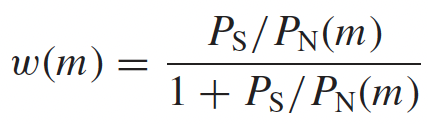 w(m) = \frac{P_S/P_N(m)}{1 + P_S/P_N(m)}